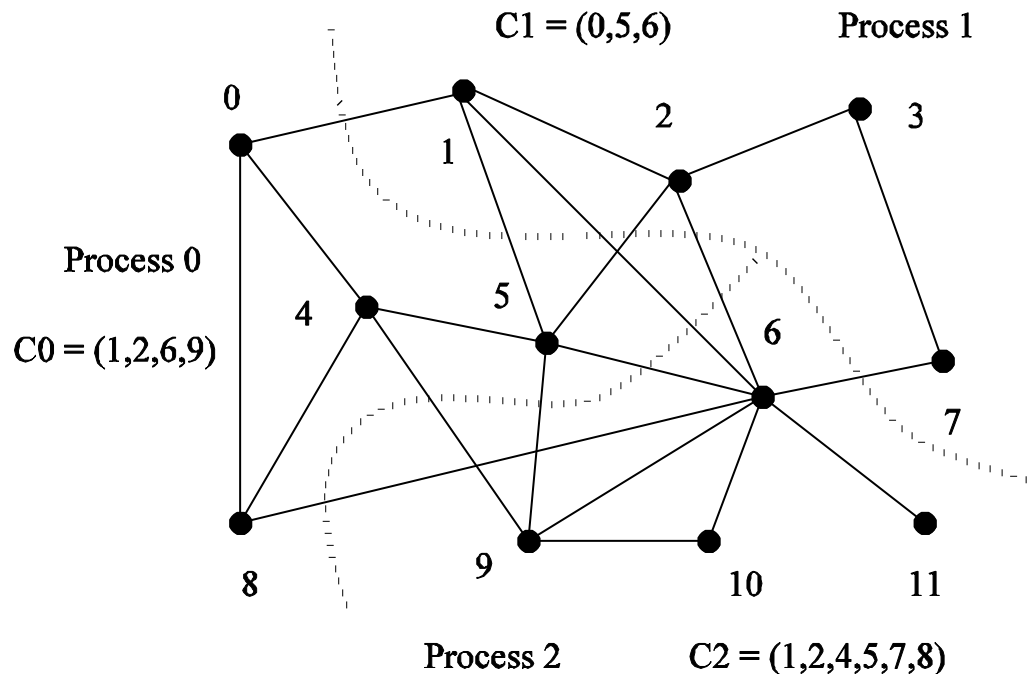 C1 = (0,5,6)
Process 1
0
2
3
1
Process 0
5
4
6
C0 = (1,2,6,9)
7
9
8
10
11
Process 2
C2 = (1,2,4,5,7,8)